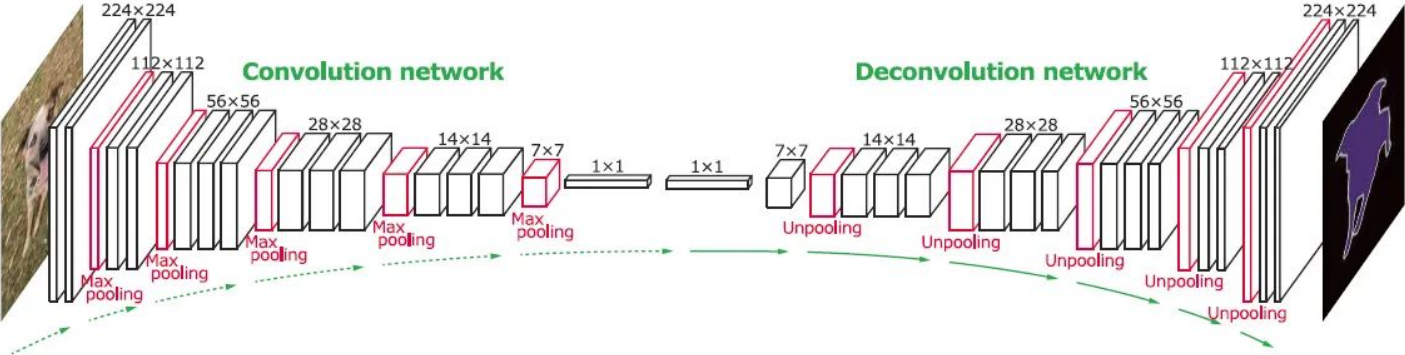 224×224
112×112
56×56
28×28
14×14
7×7
1×1
1×1
7×7
14×14
28×28
56×56
112×112
224×224
Convolution network
Deconvolution network
Max
pooling
Max
pooling
Max
pooling
Max
pooling
Max
pooling
Unpooling
Unpooling
Unpooling
Unpooling
Unpooling